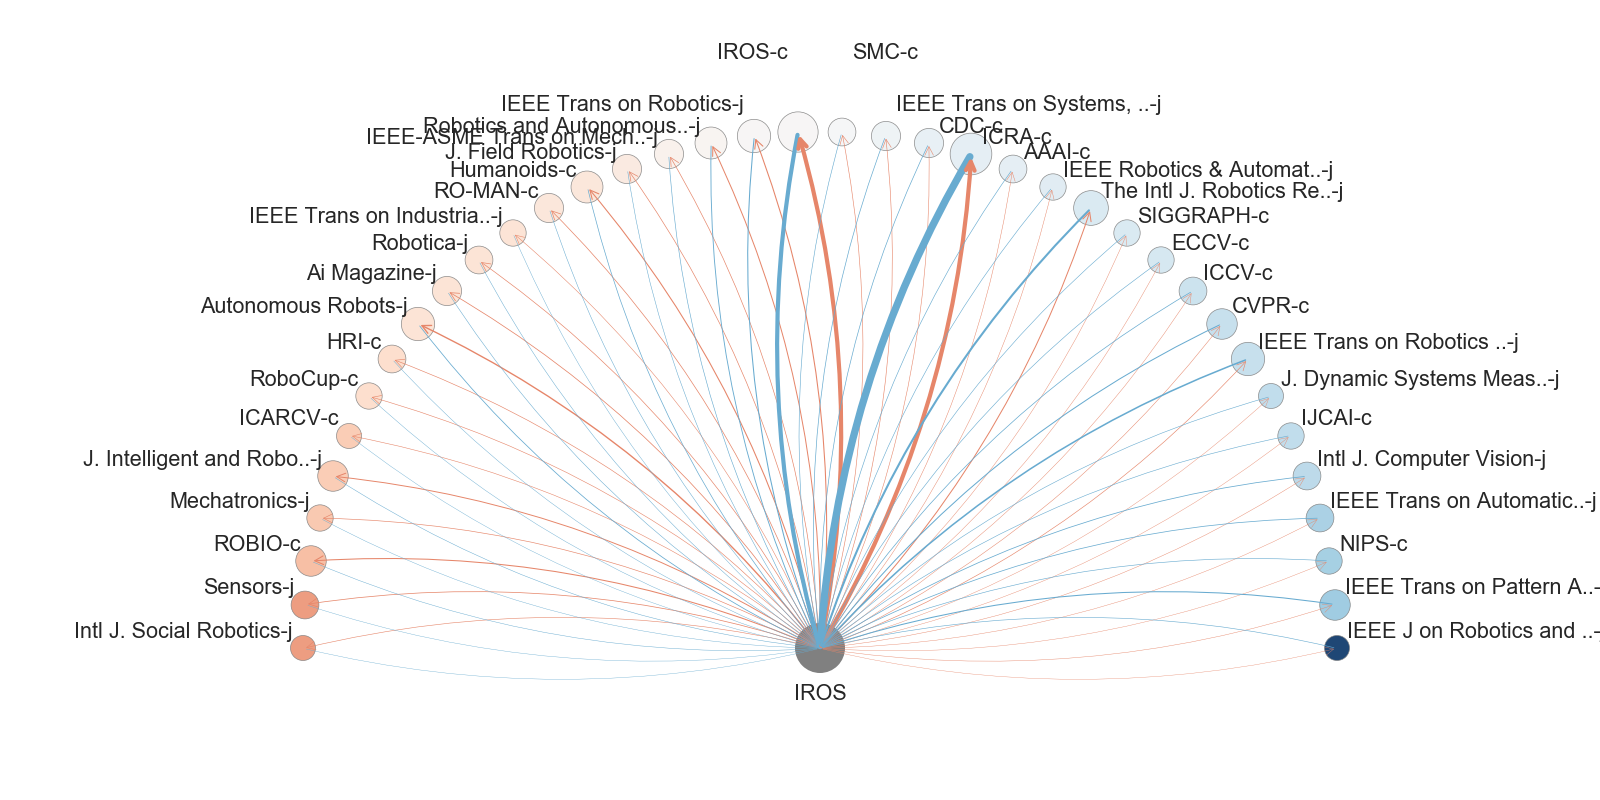 IROS-c
SMC-c
IEEE Trans on Robotics-j
IEEE Trans on Systems, ..-j
Robotics and Autonomous..-j
CDC-c
IEEE-ASME Trans on Mech..-j
ICRA-c
J. Field Robotics-j
AAAI-c
Humanoids-c
IEEE Robotics & Automat..-j
RO-MAN-c
The Intl J. Robotics Re..-j
IEEE Trans on Industria..-j
SIGGRAPH-c
Robotica-j
ECCV-c
Ai Magazine-j
ICCV-c
Autonomous Robots-j
CVPR-c
HRI-c
IEEE Trans on Robotics ..-j
RoboCup-c
J. Dynamic Systems Meas..-j
ICARCV-c
IJCAI-c
J. Intelligent and Robo..-j
Intl J. Computer Vision-j
Mechatronics-j
IEEE Trans on Automatic..-j
ROBIO-c
NIPS-c
Sensors-j
IEEE Trans on Pattern A..-
Intl J. Social Robotics-j
IEEE J on Robotics and ..-
IROS